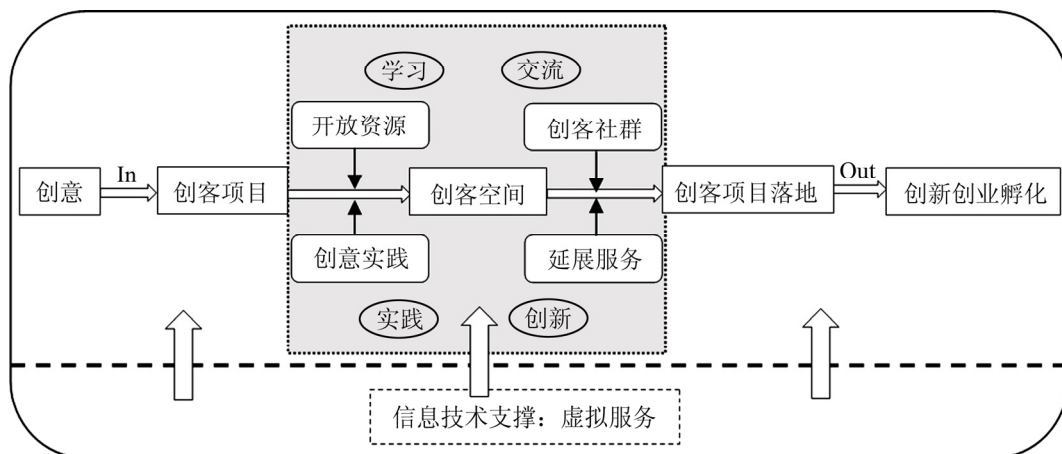 学习
交流
开放资源
创客社群
创意
In
创客项目
创客空间
创客项目落地
Out
创新创业孵化
创意实践
延展服务
实践
创新
信息技术支撑：虚拟服务